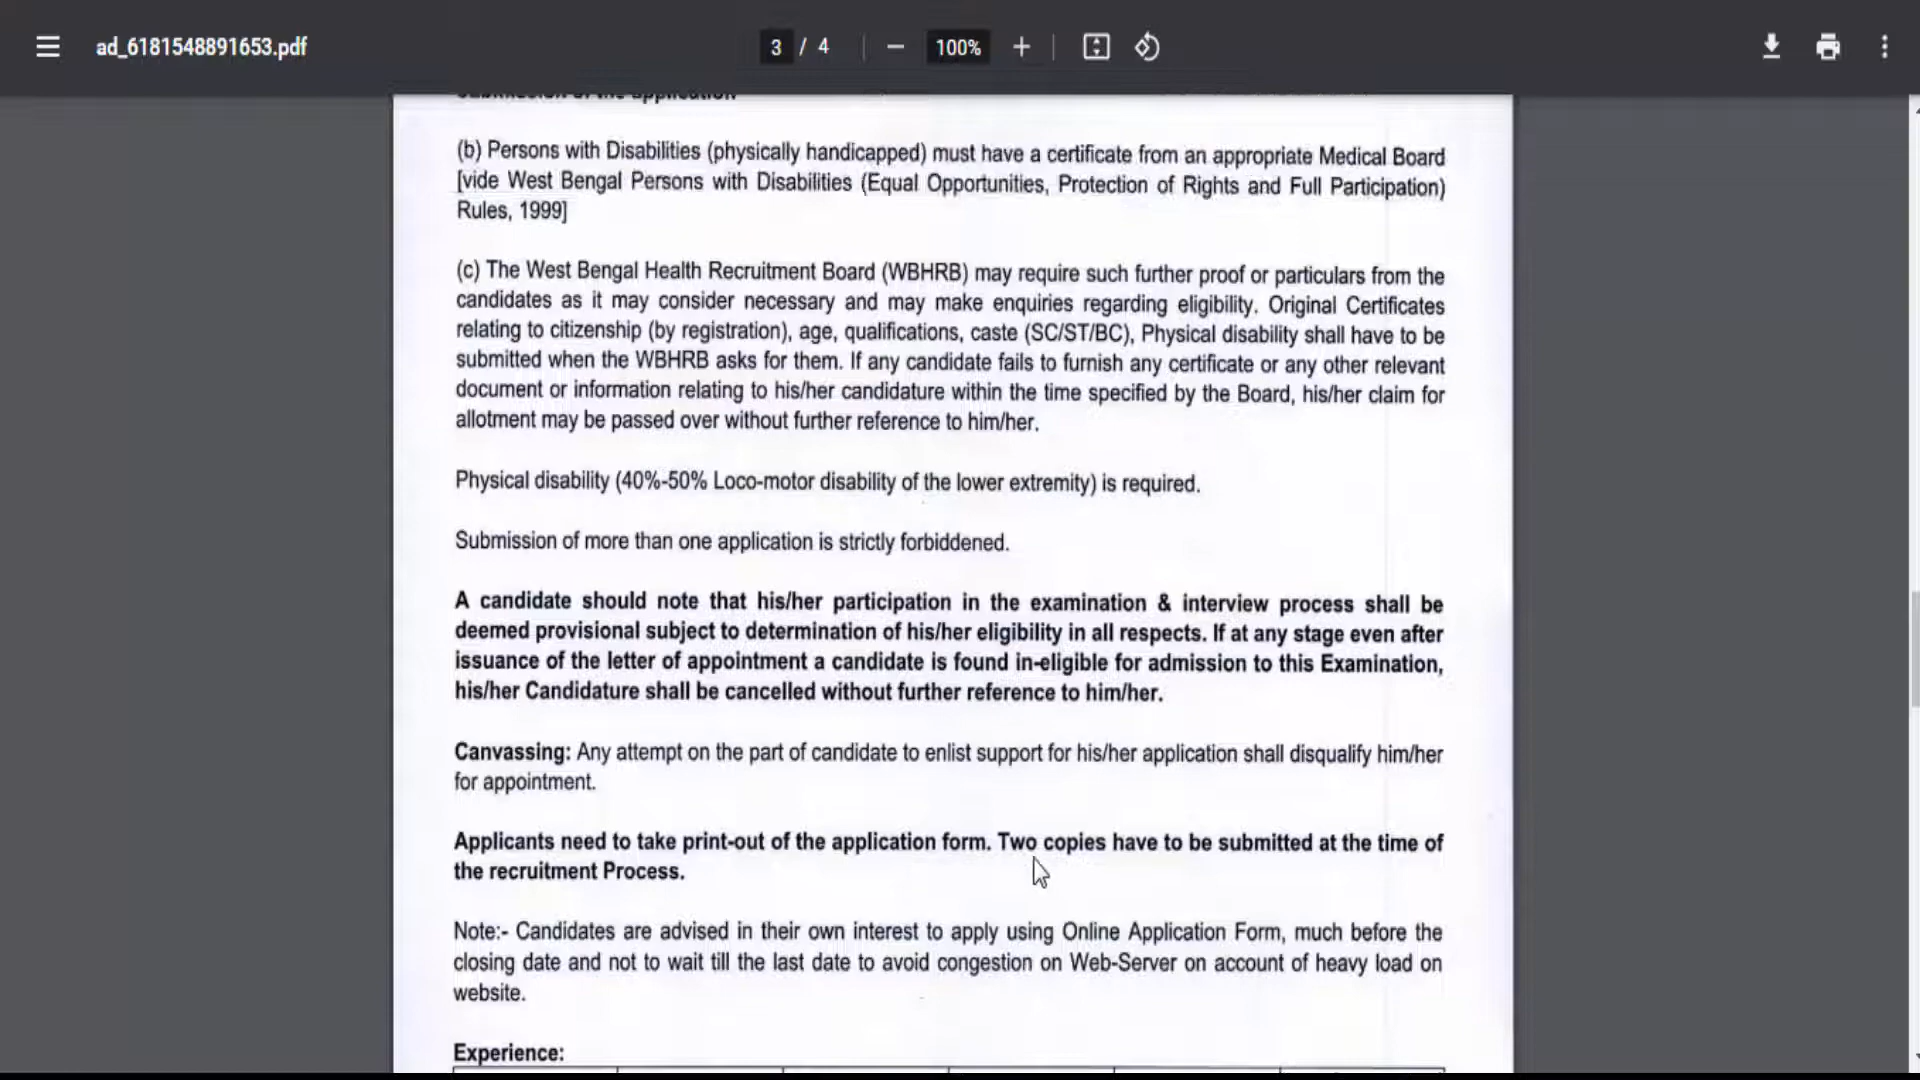 ad_6181548891653.pdf
3 / 4
100%
Submission of the application
(b) Persons with Disabilities (physically handicapped) must have a certificate from an appropriate Medical Board
[vide West Bengal Persons with Disabilities (Equal Opportunities, Protection of Rights and Full Participation)
Rules, 1999]
(c) The West Bengal Health Recruitment Board (WBHRB) may require such further proof or particulars from the
candidates as it may consider necessary and may make enquiries regarding eligibility. Original Certificates
relating to citizenship (by registration), age, qualifications, caste (SC/ST/BC), Physical disability shall have to be
submitted when the WBHRB asks for them. If any candidate fails to furnish any certificate or any other relevant
document or information relating to his/her candidature within the time specified by the Board, his/her claim for
allotment may be passed over without further reference to him/her.
Physical disability (40%-50% Loco-motor disability of the lower extremity) is required.
Submission of more than one application is strictly forbiddened.
A candidate should note that his/her participation in the examination & interview process shall be
deemed provisional subject to determination of his/her eligibility in all respects. If at any stage even after
issuance of the letter of appointment a candidate is found in-eligible for admission to this Examination,
his/her Candidature shall be cancelled without further reference to him/her.
Canvassing: Any attempt on the part of candidate to enlist support for his/her application shall disqualify him/her
for appointment.
Applicants need to take print-out of the application form. Two copies have to be submitted at the time of
the recruitment Process.
Note:- Candidates are advised in their own interest to apply using Online Application Form, much before the
closing date and not to wait till the last date to avoid congestion on Web-Server on account of heavy load on
website.
Experience: